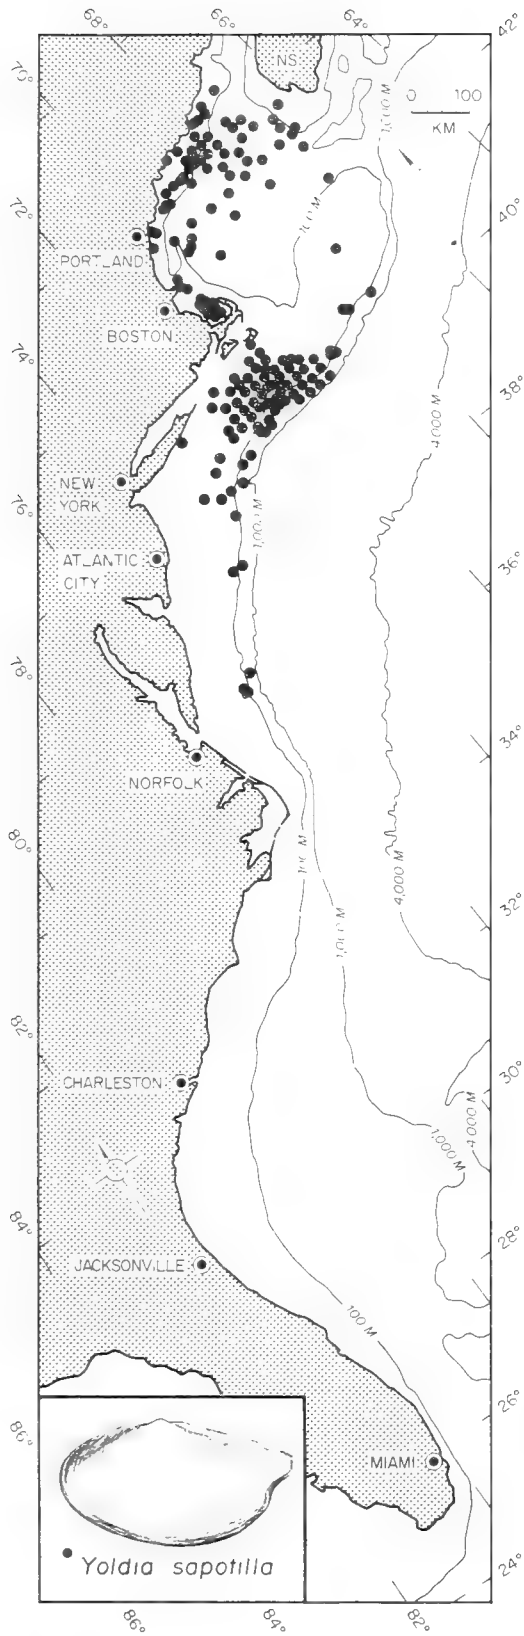 68°
66°
64°
42°
70°
NS
0 100
KM
1,000 M
40°
72°
100 M
PORTLAND
BOSTON
74°
38°
4,000 M
NEW
YORK
76°
1,000 M
ATLANTIC
CITY
36°
78°
34°
NORFOLK
80°
100 M
4,000 M
32°
1,000 M
82°
30°
CHARLESTON
4,000 M
1,000 M
84°
28°
JACKSONVILLE
100 M
26°
86°
MIAMI
Yoldia sapotilla
24°
86°
84°
82°